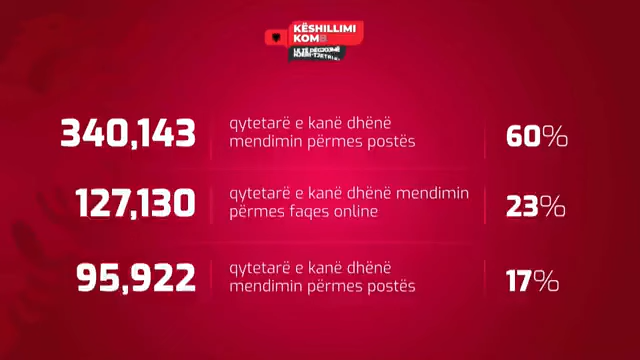 KËSHILLIMI
KOMB
340,143
qytetarë e kanë dhënë
mendimin përmes postës
60%
127,130
qytetarë e kanë dhënë mendimin
përmes faqes online
23%
95,922
qytetarë e kanë dhënë
mendimin përmes postës
17%